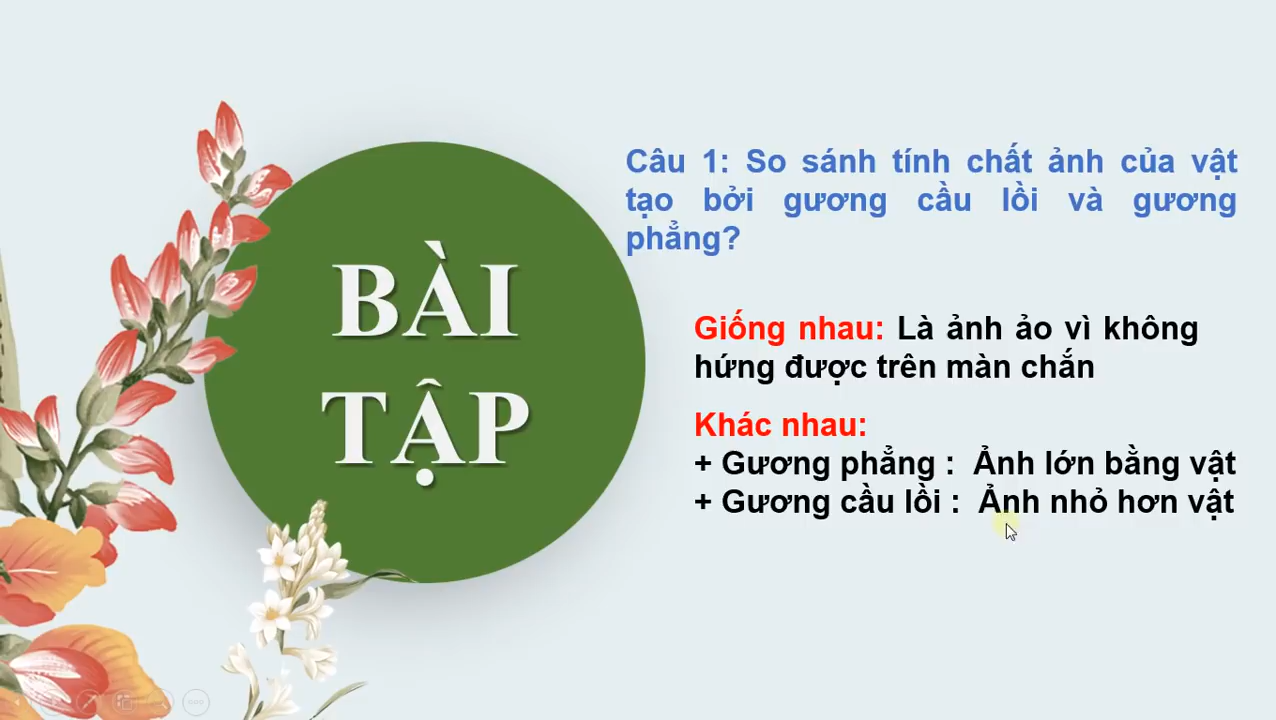 BÀI
TẬP
Câu 1: So sánh tính chất ảnh của vật
tạo bởi gương cầu lồi và gương
phẳng?
Giống nhau: Là ảnh ảo vì không
hứng được trên màn chắn
Khác nhau:
+ Gương phẳng : Ảnh lớn bằng vật
+ Gương cầu lồi : Ảnh nhỏ hơn vật